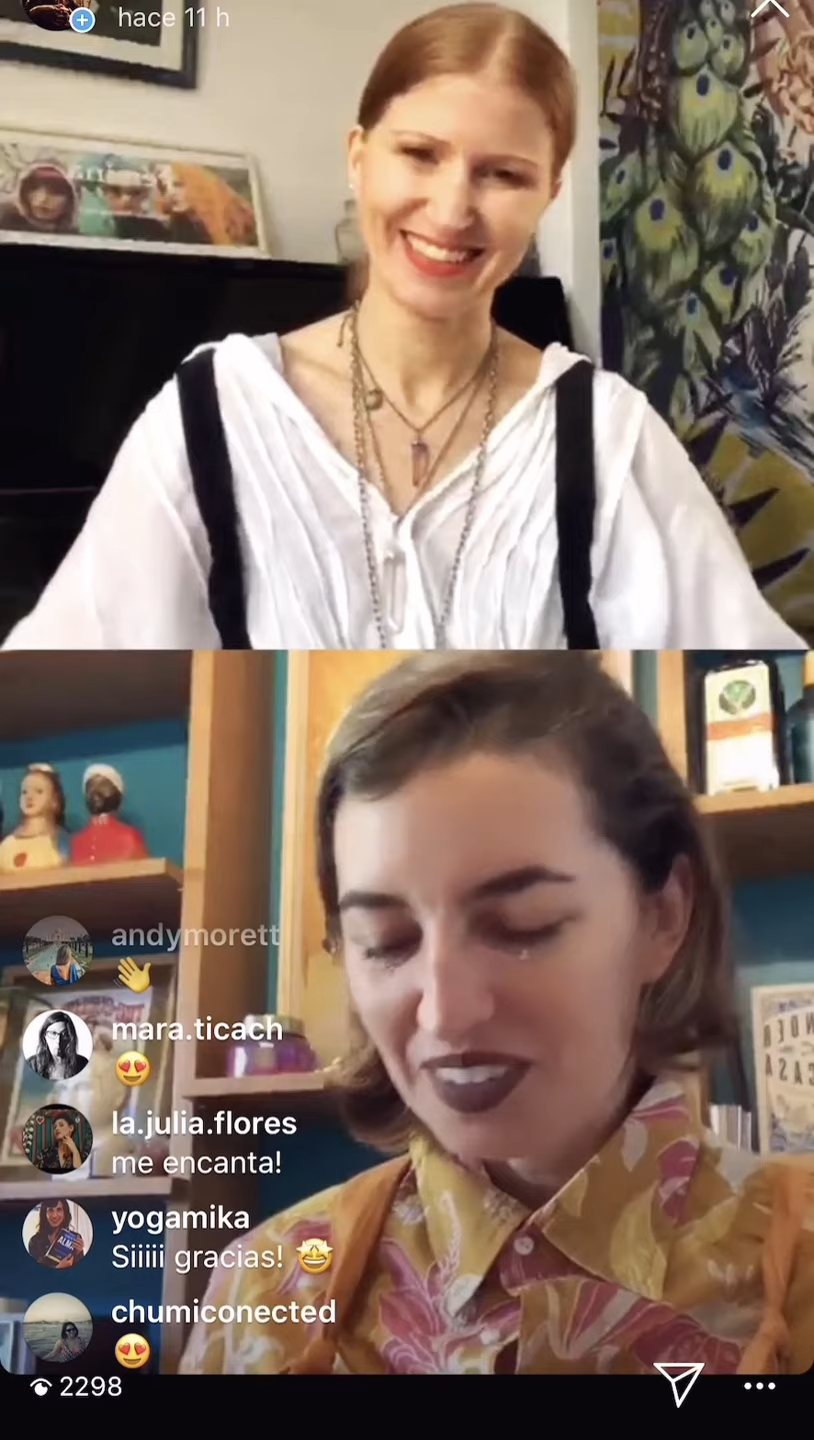 hace 11 h
andymorett
👋
mara.ticach
😍
la.julia.flores
me encanta!
yogamika
Siiiii gracias! 🤩
chumiconected
😍
2298